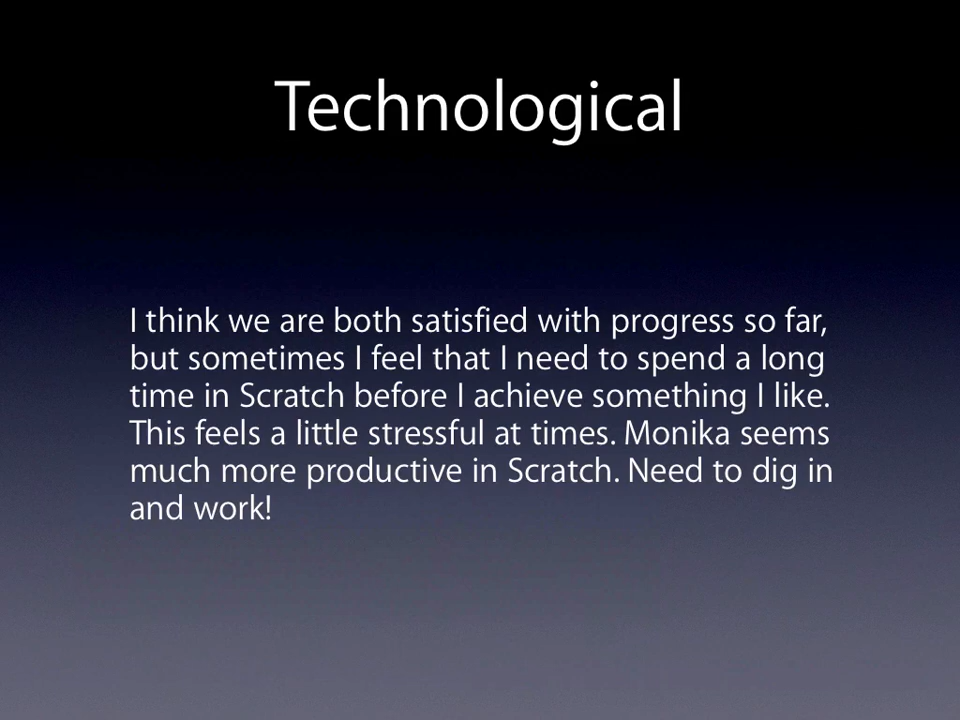 Technological
I think we are both satisfied with progress so far,
but sometimes I feel that I need to spend a long
time in Scratch before I achieve something I like.
This feels a little stressful at times. Monika seems
much more productive in Scratch. Need to dig in
and work!